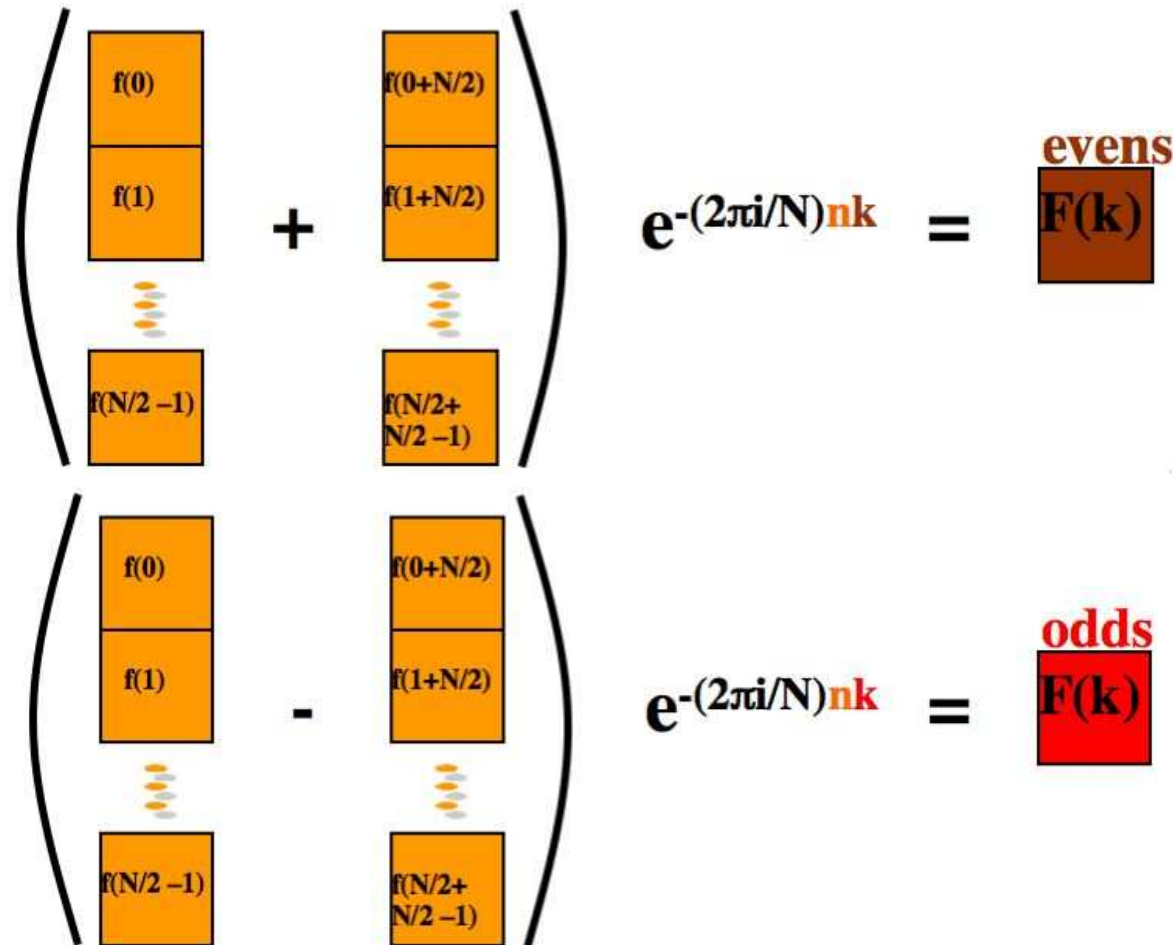 f(0) f(0+N/2)
evens
f(1) + f(1+N/2) e-(2πi/N)nk = F(k)
f(N/2 –1) f(N/2+
N/2 –1)
f(0) f(0+N/2)
odds
f(1) - f(1+N/2) e-(2πi/N)nk = F(k)
f(N/2 –1) f(N/2+
N/2 –1)